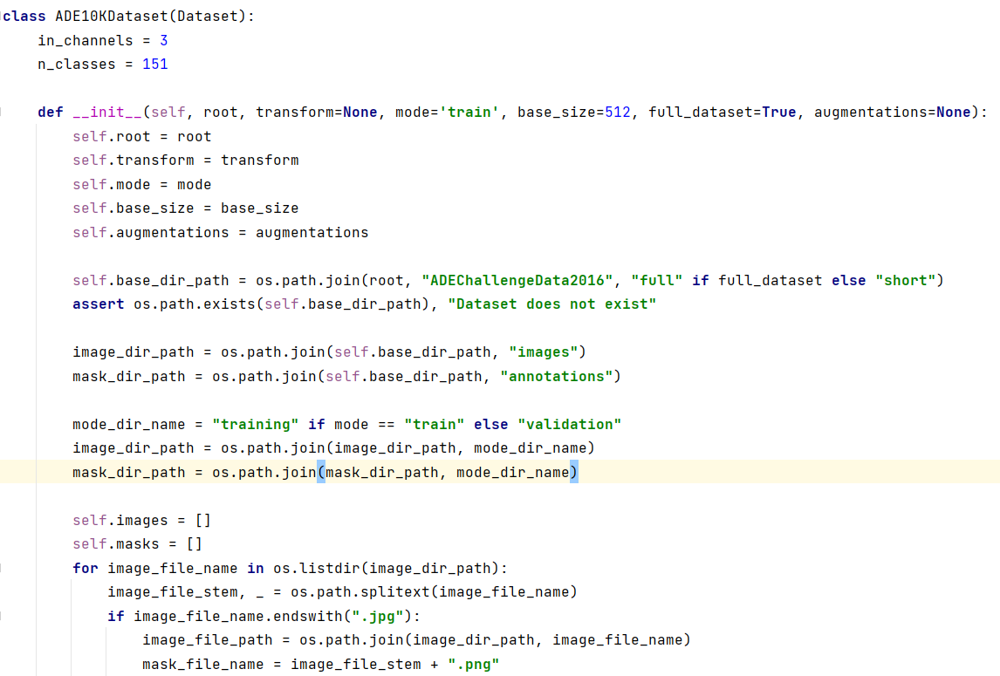 class ADE10KDataset(Dataset):
    in_channels = 3
    n_classes = 151

    def __init__(self, root, transform=None, mode='train', base_size=512, full_dataset=True, augmentations=None):
        self.root = root
        self.transform = transform
        self.mode = mode
        self.base_size = base_size
        self.augmentations = augmentations

        self.base_dir_path = os.path.join(root, "ADEChallengeData2016", "full" if full_dataset else "short")
        assert os.path.exists(self.base_dir_path), "Dataset does not exist"

        image_dir_path = os.path.join(self.base_dir_path, "images")
        mask_dir_path = os.path.join(self.base_dir_path, "annotations")

        mode_dir_name = "training" if mode == "train" else "validation"
        image_dir_path = os.path.join(image_dir_path, mode_dir_name)
        mask_dir_path = os.path.join(mask_dir_path, mode_dir_name)

        self.images = []
        self.masks = []
        for image_file_name in os.listdir(image_dir_path):
            image_file_stem, _ = os.path.splitext(image_file_name)
            if image_file_name.endswith(".jpg"):
                image_file_path = os.path.join(image_dir_path, image_file_name)
                mask_file_name = image_file_stem + ".png"